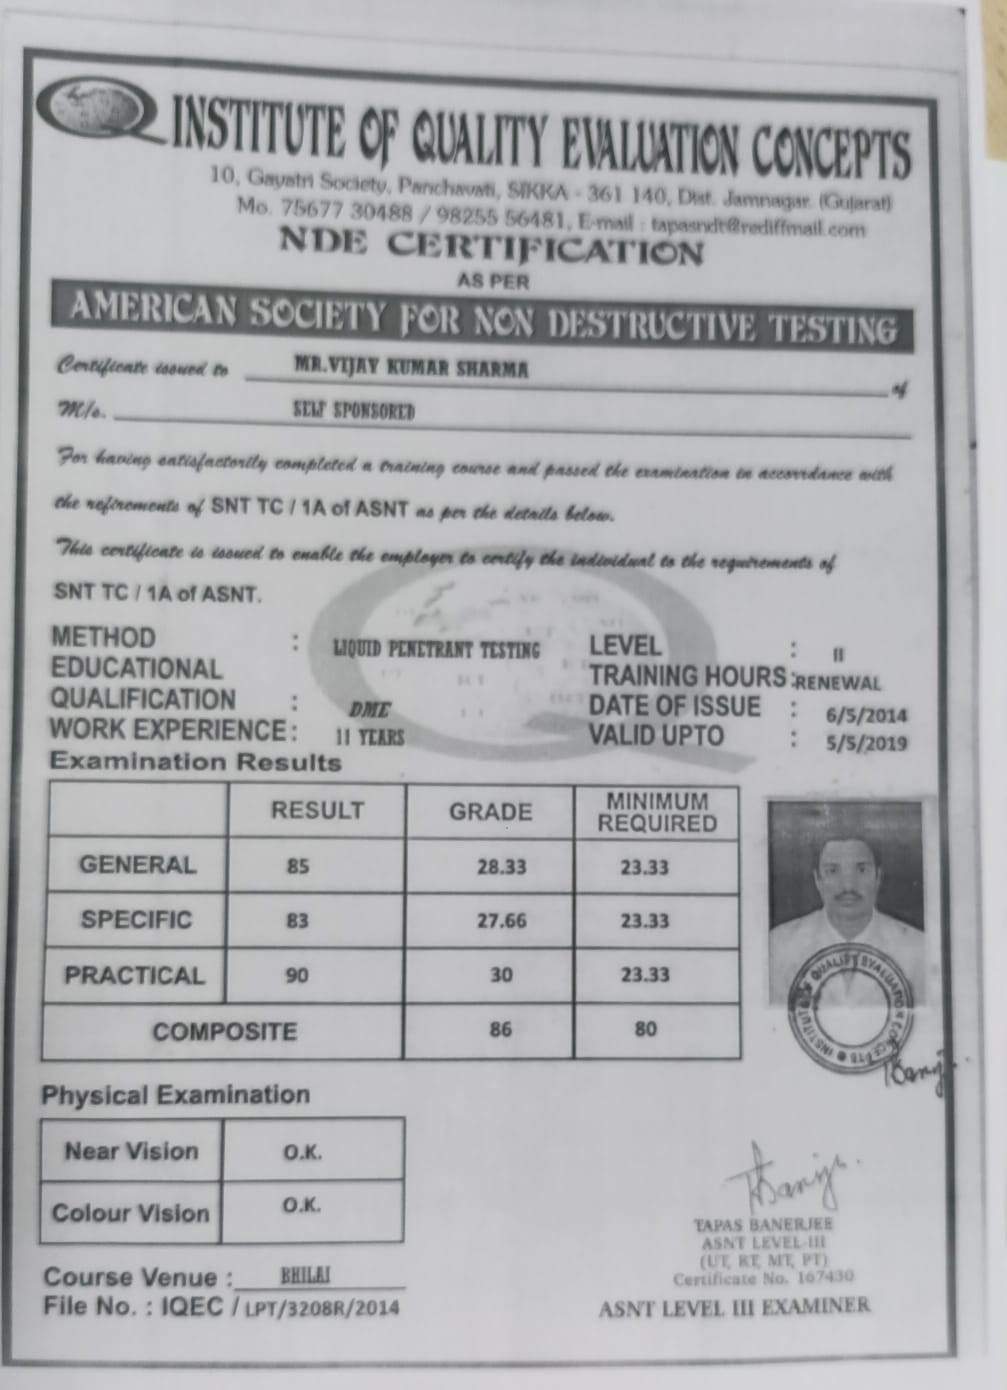 INSTITUTE OF QUALITY EVALUATION CONCEPTS
10, Gayatri Society, Panchavati, SIKKA - 361 140, Dist. Jamnagar. (Gujarat)
Mo. 75677 30488 / 98255 56481, E-mail : tapasndt@rediffmail.com
NDE CERTIFICATION
AS PER
AMERICAN SOCIETY FOR NON DESTRUCTIVE TESTING
Certificate issued to MR.VIJAY KUMAR SHARMA of
M/s. SELF SPONSORED
For having satisfactorily completed a training course and passed the examination in accorrdance with
the refirements of SNT TC / 1A of ASNT as per the details below.
This certificate is issued to enable the employer to certify the individual to the requirements of
SNT TC / 1A of ASNT.
METHOD : LIQUID PENETRANT TESTING LEVEL : II
EDUCATIONAL TRAINING HOURS : RENEWAL
QUALIFICATION : DME DATE OF ISSUE : 6/5/2014
WORK EXPERIENCE : 11 YEARS VALID UPTO : 5/5/2019
Examination Results
RESULT GRADE MINIMUM REQUIRED
GENERAL 85 28.33 23.33
SPECIFIC 83 27.66 23.33
PRACTICAL 90 30 23.33
COMPOSITE 86 80
INSTITUTE OF QUALITY EVALUATION CONCEPTS
Physical Examination
Near Vision O.K.
Colour Vision O.K.
TAPAS BANERJEE
ASNT LEVEL-III
(UT, RT, MT, PT)
Certificate No. 167430
ASNT LEVEL III EXAMINER
Course Venue : BHILAI
File No. : IQEC / LPT/3208R/2014